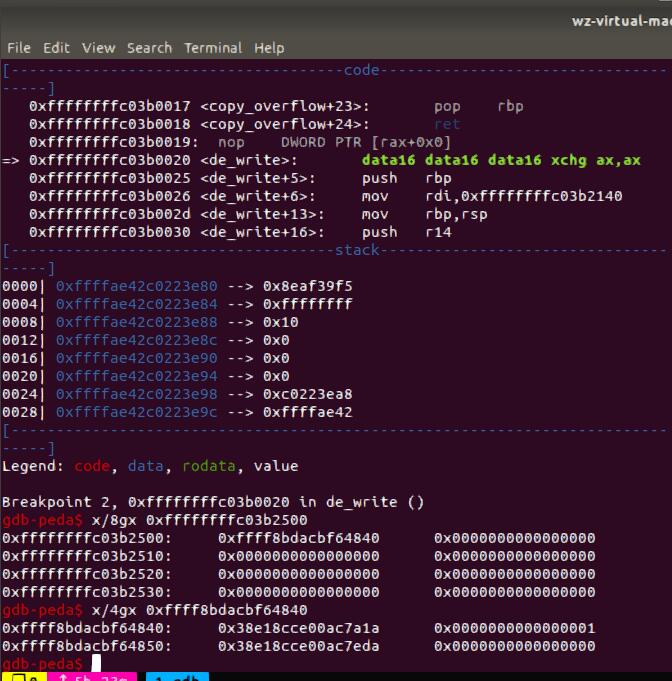 wz-virtual-mac
File Edit View Search Terminal Help
[-------------------------------------code-------------------------------------
-----]
0xffffffffc03b0017 <copy_overflow+23>: pop rbp
0xffffffffc03b0018 <copy_overflow+24>: ret
0xffffffffc03b0019: nop DWORD PTR [rax+0x0]
=> 0xffffffffc03b0020 <de_write>: data16 data16 data16 xchg ax,ax
0xffffffffc03b0025 <de_write+5>: push rbp
0xffffffffc03b0026 <de_write+6>: mov rdi,0xffffffffc03b2140
0xffffffffc03b002d <de_write+13>: mov rbp,rsp
0xffffffffc03b0030 <de_write+16>: push r14
[------------------------------------stack-------------------------------------
-----]
0000| 0xffffae42c0223e80 --> 0x8eaf39f5
0004| 0xffffae42c0223e84 --> 0xffffffff
0008| 0xffffae42c0223e88 --> 0x10
0012| 0xffffae42c0223e8c --> 0x0
0016| 0xffffae42c0223e90 --> 0x0
0020| 0xffffae42c0223e94 --> 0x0
0024| 0xffffae42c0223e98 --> 0xc0223ea8
0028| 0xffffae42c0223e9c --> 0xffffae42
[------------------------------------------------------------------------------
-----]
Legend: code, data, rodata, value
Breakpoint 2, 0xffffffffc03b0020 in de_write ()
gdb-peda$ x/8gx 0xffffffffc03b2500
0xffffffffc03b2500: 0xffff8bdacbf64840 0x0000000000000000
0xffffffffc03b2510: 0x0000000000000000 0x0000000000000000
0xffffffffc03b2520: 0x0000000000000000 0x0000000000000000
0xffffffffc03b2530: 0x0000000000000000 0x0000000000000000
gdb-peda$ x/4gx 0xffff8bdacbf64840
0xffff8bdacbf64840: 0x38e18cce00ac7a1a 0x0000000000000001
0xffff8bdacbf64850: 0x38e18cce00ac7eda 0x0000000000000000
gdb-peda$